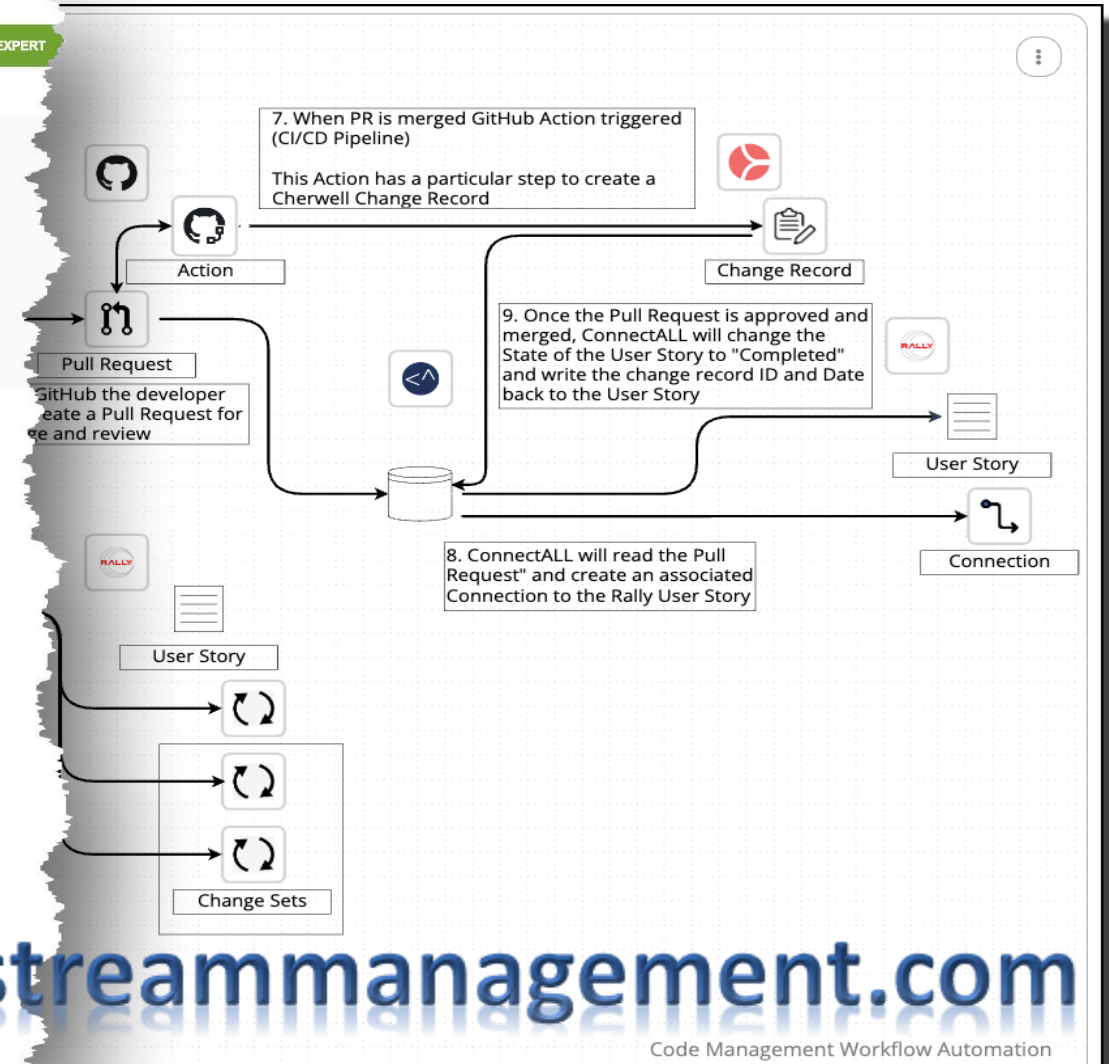 EXPERT
7. When PR is merged GitHub Action triggered
(CI/CD Pipeline)
This Action has a particular step to create a
Cherwell Change Record
Action
Change Record
Pull Request
GitHub the developer
eate a Pull Request for
ge and review
9. Once the Pull Request is approved and
merged, ConnectALL will change the
State of the User Story to "Completed"
and write the change record ID and Date
back to the User Story
RALLY
<^
User Story
Connection
8. ConnectALL will read the Pull
Request" and create an associated
Connection to the Rally User Story
RALLY
User Story
Change Sets
streammanagement.com
Code Management Workflow Automation